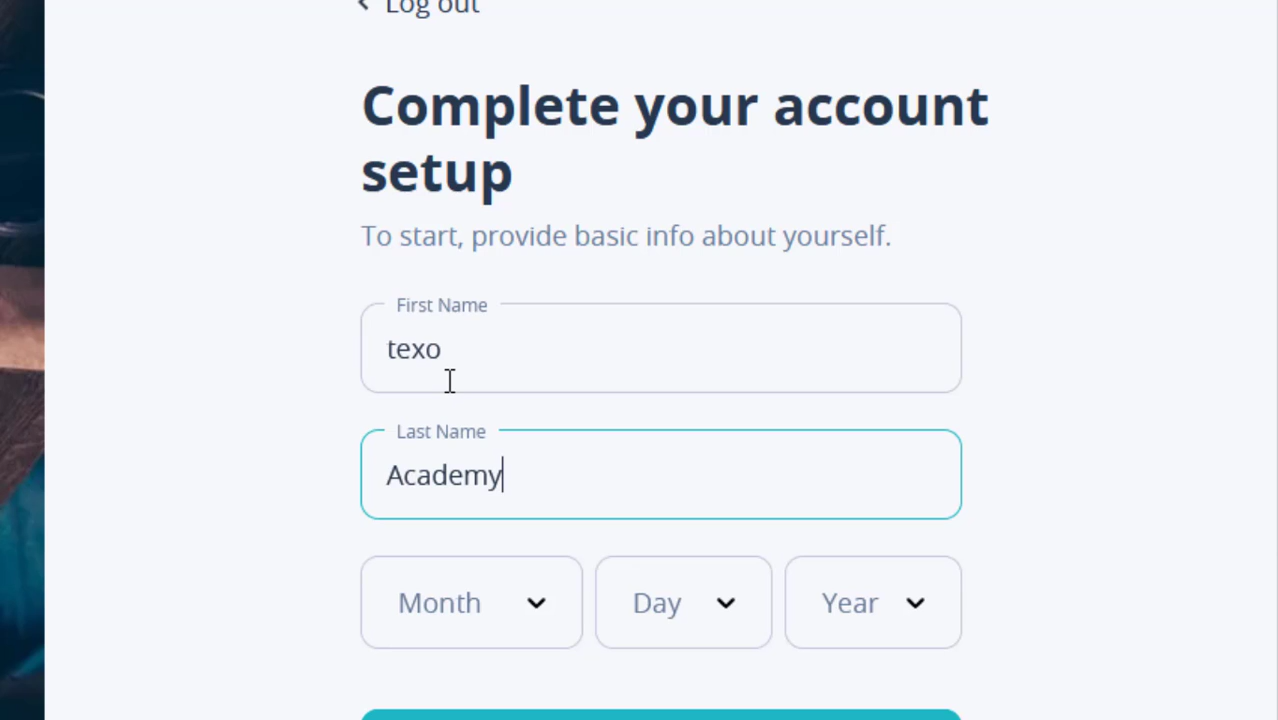 Log out
Complete your account
setup
To start, provide basic info about yourself.
First Name
texo
Last Name
Academy
Month
Day
Year